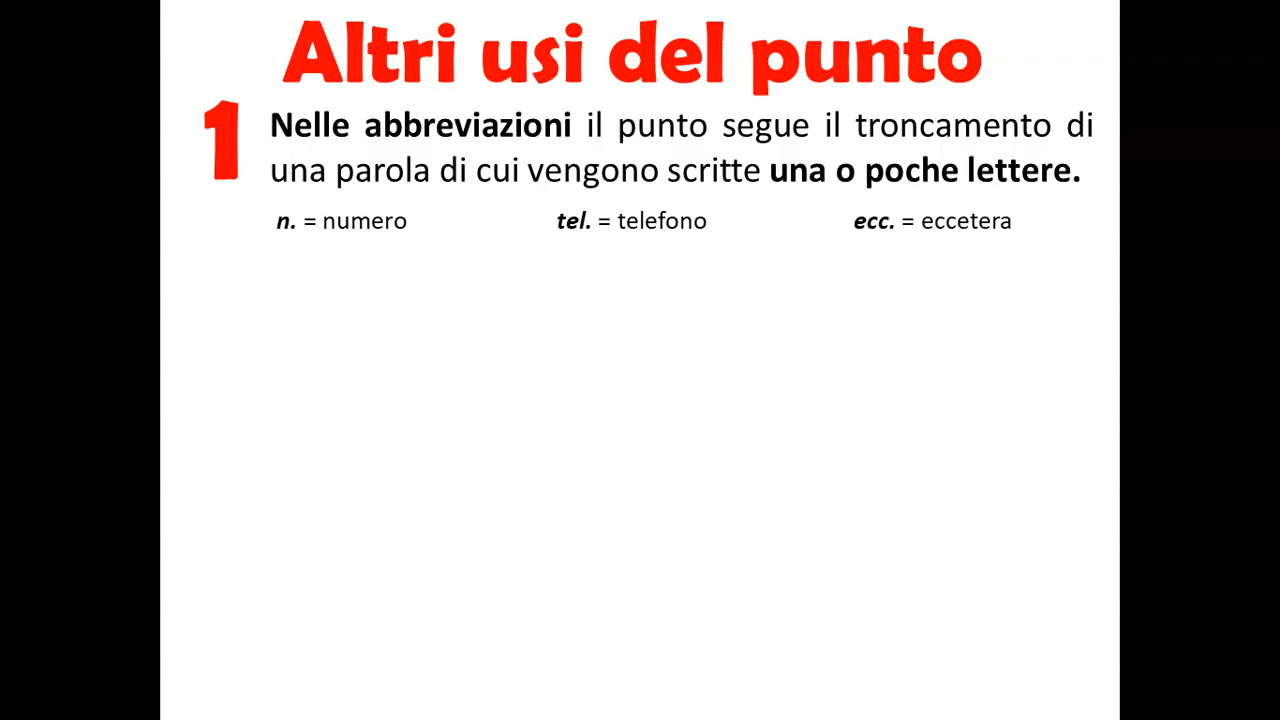 Altri usi del punto
1 Nelle abbreviazioni il punto segue il troncamento di
una parola di cui vengono scritte una o poche lettere.
n. = numero tel. = telefono ecc. = eccetera